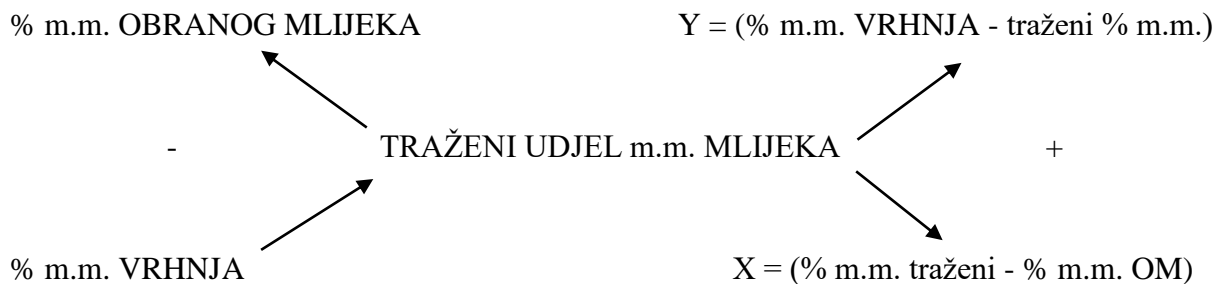 % m.m. OBRANOG MLIJEKA Y = (% m.m. VRHNJA - traženi % m.m.)
- TRAŽENI UDJEL m.m. MLIJEKA +
% m.m. VRHNJA X = (% m.m. traženi - % m.m. OM)